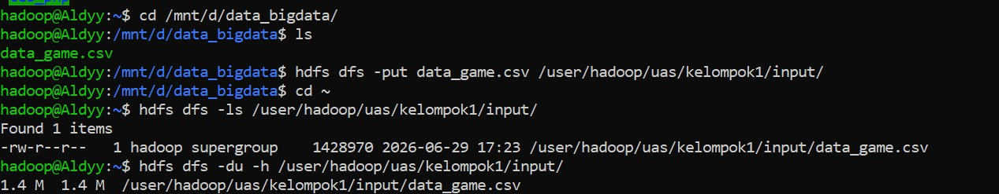 hadoop@Aldyy:~$ cd /mnt/d/data_bigdata/
hadoop@Aldyy:/mnt/d/data_bigdata$ ls
data_game.csv
hadoop@Aldyy:/mnt/d/data_bigdata$ hdfs dfs -put data_game.csv /user/hadoop/uas/kelompok1/input/
hadoop@Aldyy:/mnt/d/data_bigdata$ cd ~
hadoop@Aldyy:~$ hdfs dfs -ls /user/hadoop/uas/kelompok1/input/
Found 1 items
-rw-r--r--   1 hadoop supergroup    1428970 2026-06-29 17:23 /user/hadoop/uas/kelompok1/input/data_game.csv
hadoop@Aldyy:~$ hdfs dfs -du -h /user/hadoop/uas/kelompok1/input/
1.4 M  1.4 M  /user/hadoop/uas/kelompok1/input/data_game.csv